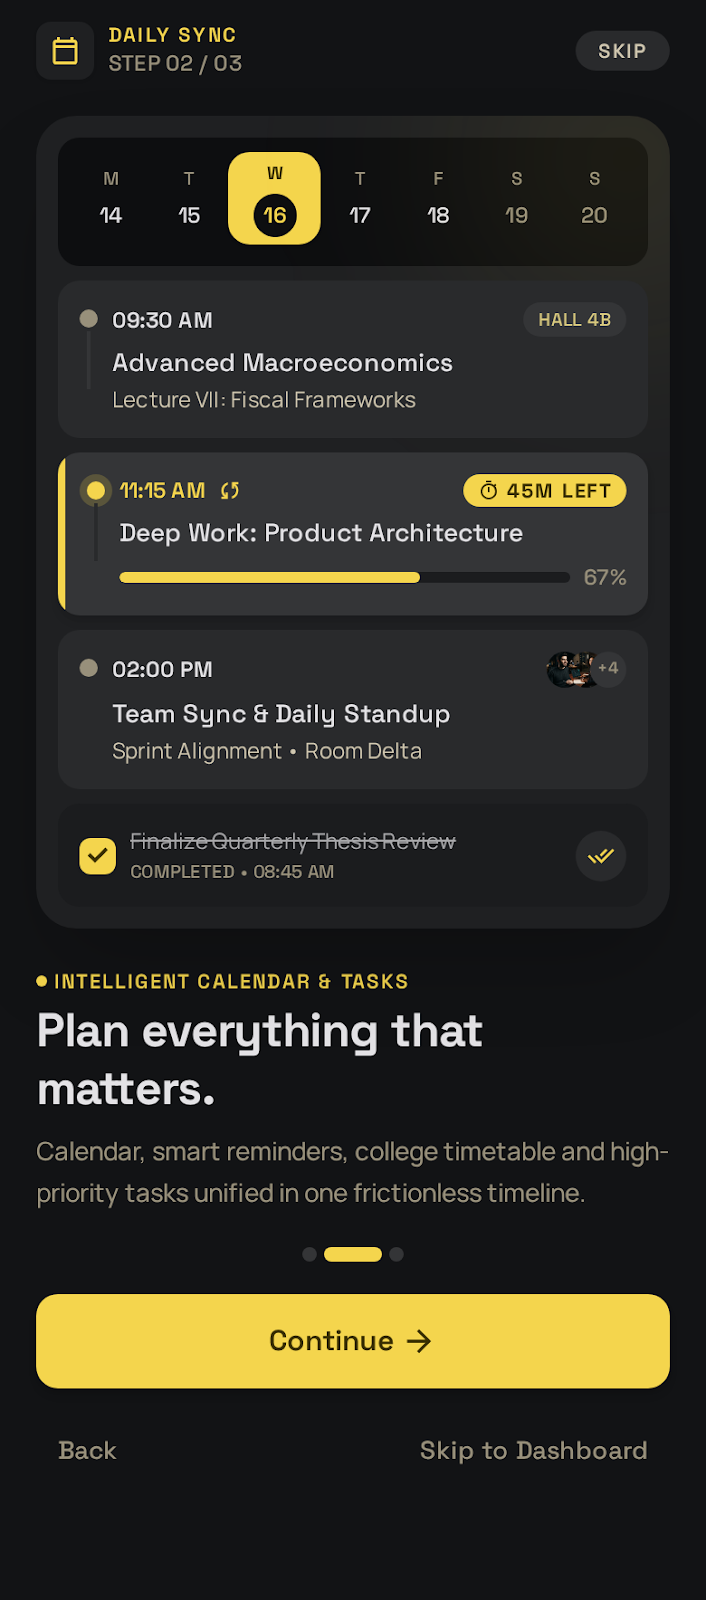 DAILY SYNC
STEP 02 / 03
SKIP
M T W T F S S
14 15 16 17 18 19 20
09:30 AM HALL 4B
Advanced Macroeconomics
Lecture VII: Fiscal Frameworks
11:15 AM 45M LEFT
Deep Work: Product Architecture
67%
02:00 PM +4
Team Sync & Daily Standup
Sprint Alignment • Room Delta
Finalize Quarterly Thesis Review
COMPLETED • 08:45 AM
INTELLIGENT CALENDAR & TASKS
Plan everything that
matters.
Calendar, smart reminders, college timetable and high-
priority tasks unified in one frictionless timeline.
Continue →
Back Skip to Dashboard